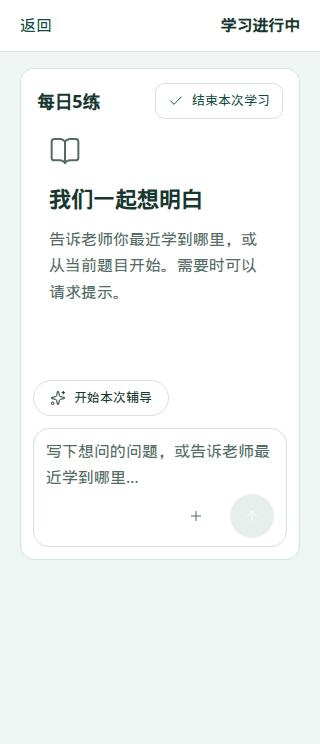 返回
学习进行中
每日5练
结束本次学习
我们一起想明白
告诉老师你最近学到哪里，或
从当前题目开始。需要时可以
请求提示。
开始本次辅导
写下想问的问题，或告诉老师最
近学到哪里...